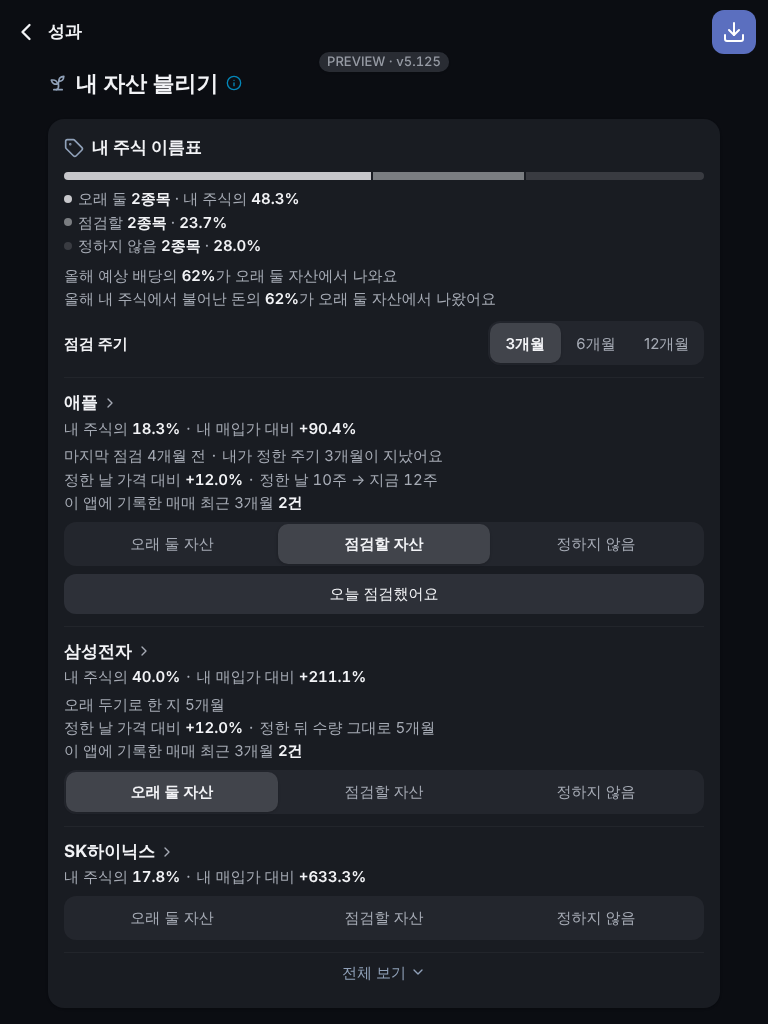 성과
PREVIEW · v5.125
내 자산 불리기
내 주식 이름표
오래 둘 2종목 · 내 주식의 48.3%
점검할 2종목 · 23.7%
정하지 않음 2종목 · 28.0%
올해 예상 배당의 62%가 오래 둘 자산에서 나와요
올해 내 주식에서 불어난 돈의 62%가 오래 둘 자산에서 나왔어요
점검 주기 3개월 6개월 12개월
애플
내 주식의 18.3% · 내 매입가 대비 +90.4%
마지막 점검 4개월 전 · 내가 정한 주기 3개월이 지났어요
정한 날 가격 대비 +12.0% · 정한 날 10주 → 지금 12주
이 앱에 기록한 매매 최근 3개월 2건
오래 둘 자산 점검할 자산 정하지 않음
오늘 점검했어요
삼성전자
내 주식의 40.0% · 내 매입가 대비 +211.1%
오래 두기로 한 지 5개월
정한 날 가격 대비 +12.0% · 정한 뒤 수량 그대로 5개월
이 앱에 기록한 매매 최근 3개월 2건
오래 둘 자산 점검할 자산 정하지 않음
SK하이닉스
내 주식의 17.8% · 내 매입가 대비 +633.3%
오래 둘 자산 점검할 자산 정하지 않음
전체 보기